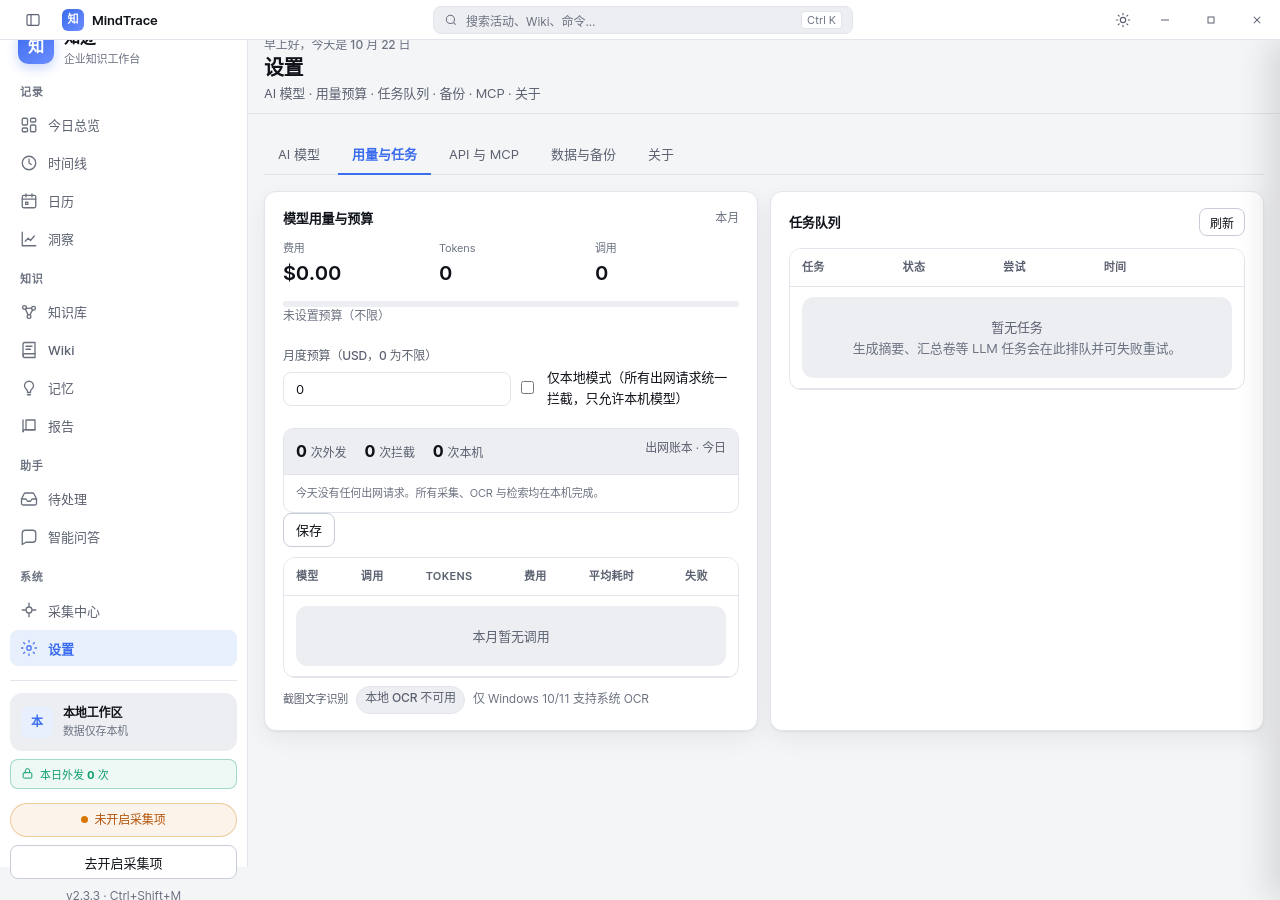 知
MindTrace
搜索活动、Wiki、命令...
Ctrl K
知
企业知识工作台
记录
今日总览
时间线
日历
洞察
知识
知识库
Wiki
记忆
报告
助手
待处理
智能问答
系统
采集中心
设置
本
本地工作区
数据仅存本机
本日外发 0 次
未开启采集项
去开启采集项
v2.3.3 · Ctrl+Shift+M
早上好，今天是 10 月 22 日
设置
AI 模型 · 用量预算 · 任务队列 · 备份 · MCP · 关于
AI 模型
用量与任务
API 与 MCP
数据与备份
关于
模型用量与预算
本月
费用
Tokens
调用
$0.00
0
0
未设置预算（不限）
月度预算（USD，0 为不限）
0
仅本地模式（所有出网请求统一
拦截，只允许本机模型）
0 次外发
0 次拦截
0 次本机
出网账本 · 今日
今天没有任何出网请求。所有采集、OCR 与检索均在本机完成。
保存
模型
调用
TOKENS
费用
平均耗时
失败
本月暂无调用
截图文字识别
本地 OCR 不可用
仅 Windows 10/11 支持系统 OCR
任务队列
刷新
任务
状态
尝试
时间
暂无任务
生成摘要、汇总卷等 LLM 任务会在此排队并可失败重试。